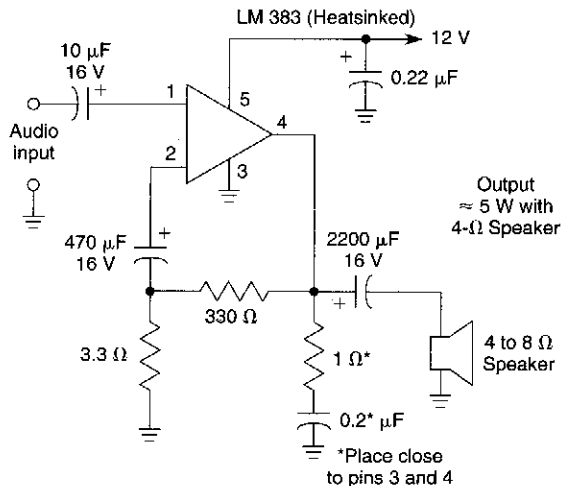 LM 383 (Heatsinked)
12 V
10 μF
16 V
+
+
0.22 μF
1
5
4
Audio
input
2
3
Output
≈ 5 W with
4-Ω Speaker
470 μF
16 V
+
2200 μF
16 V
+
330 Ω
3.3 Ω
1 Ω*
4 to 8 Ω
Speaker
0.2* μF
*Place close
to pins 3 and 4